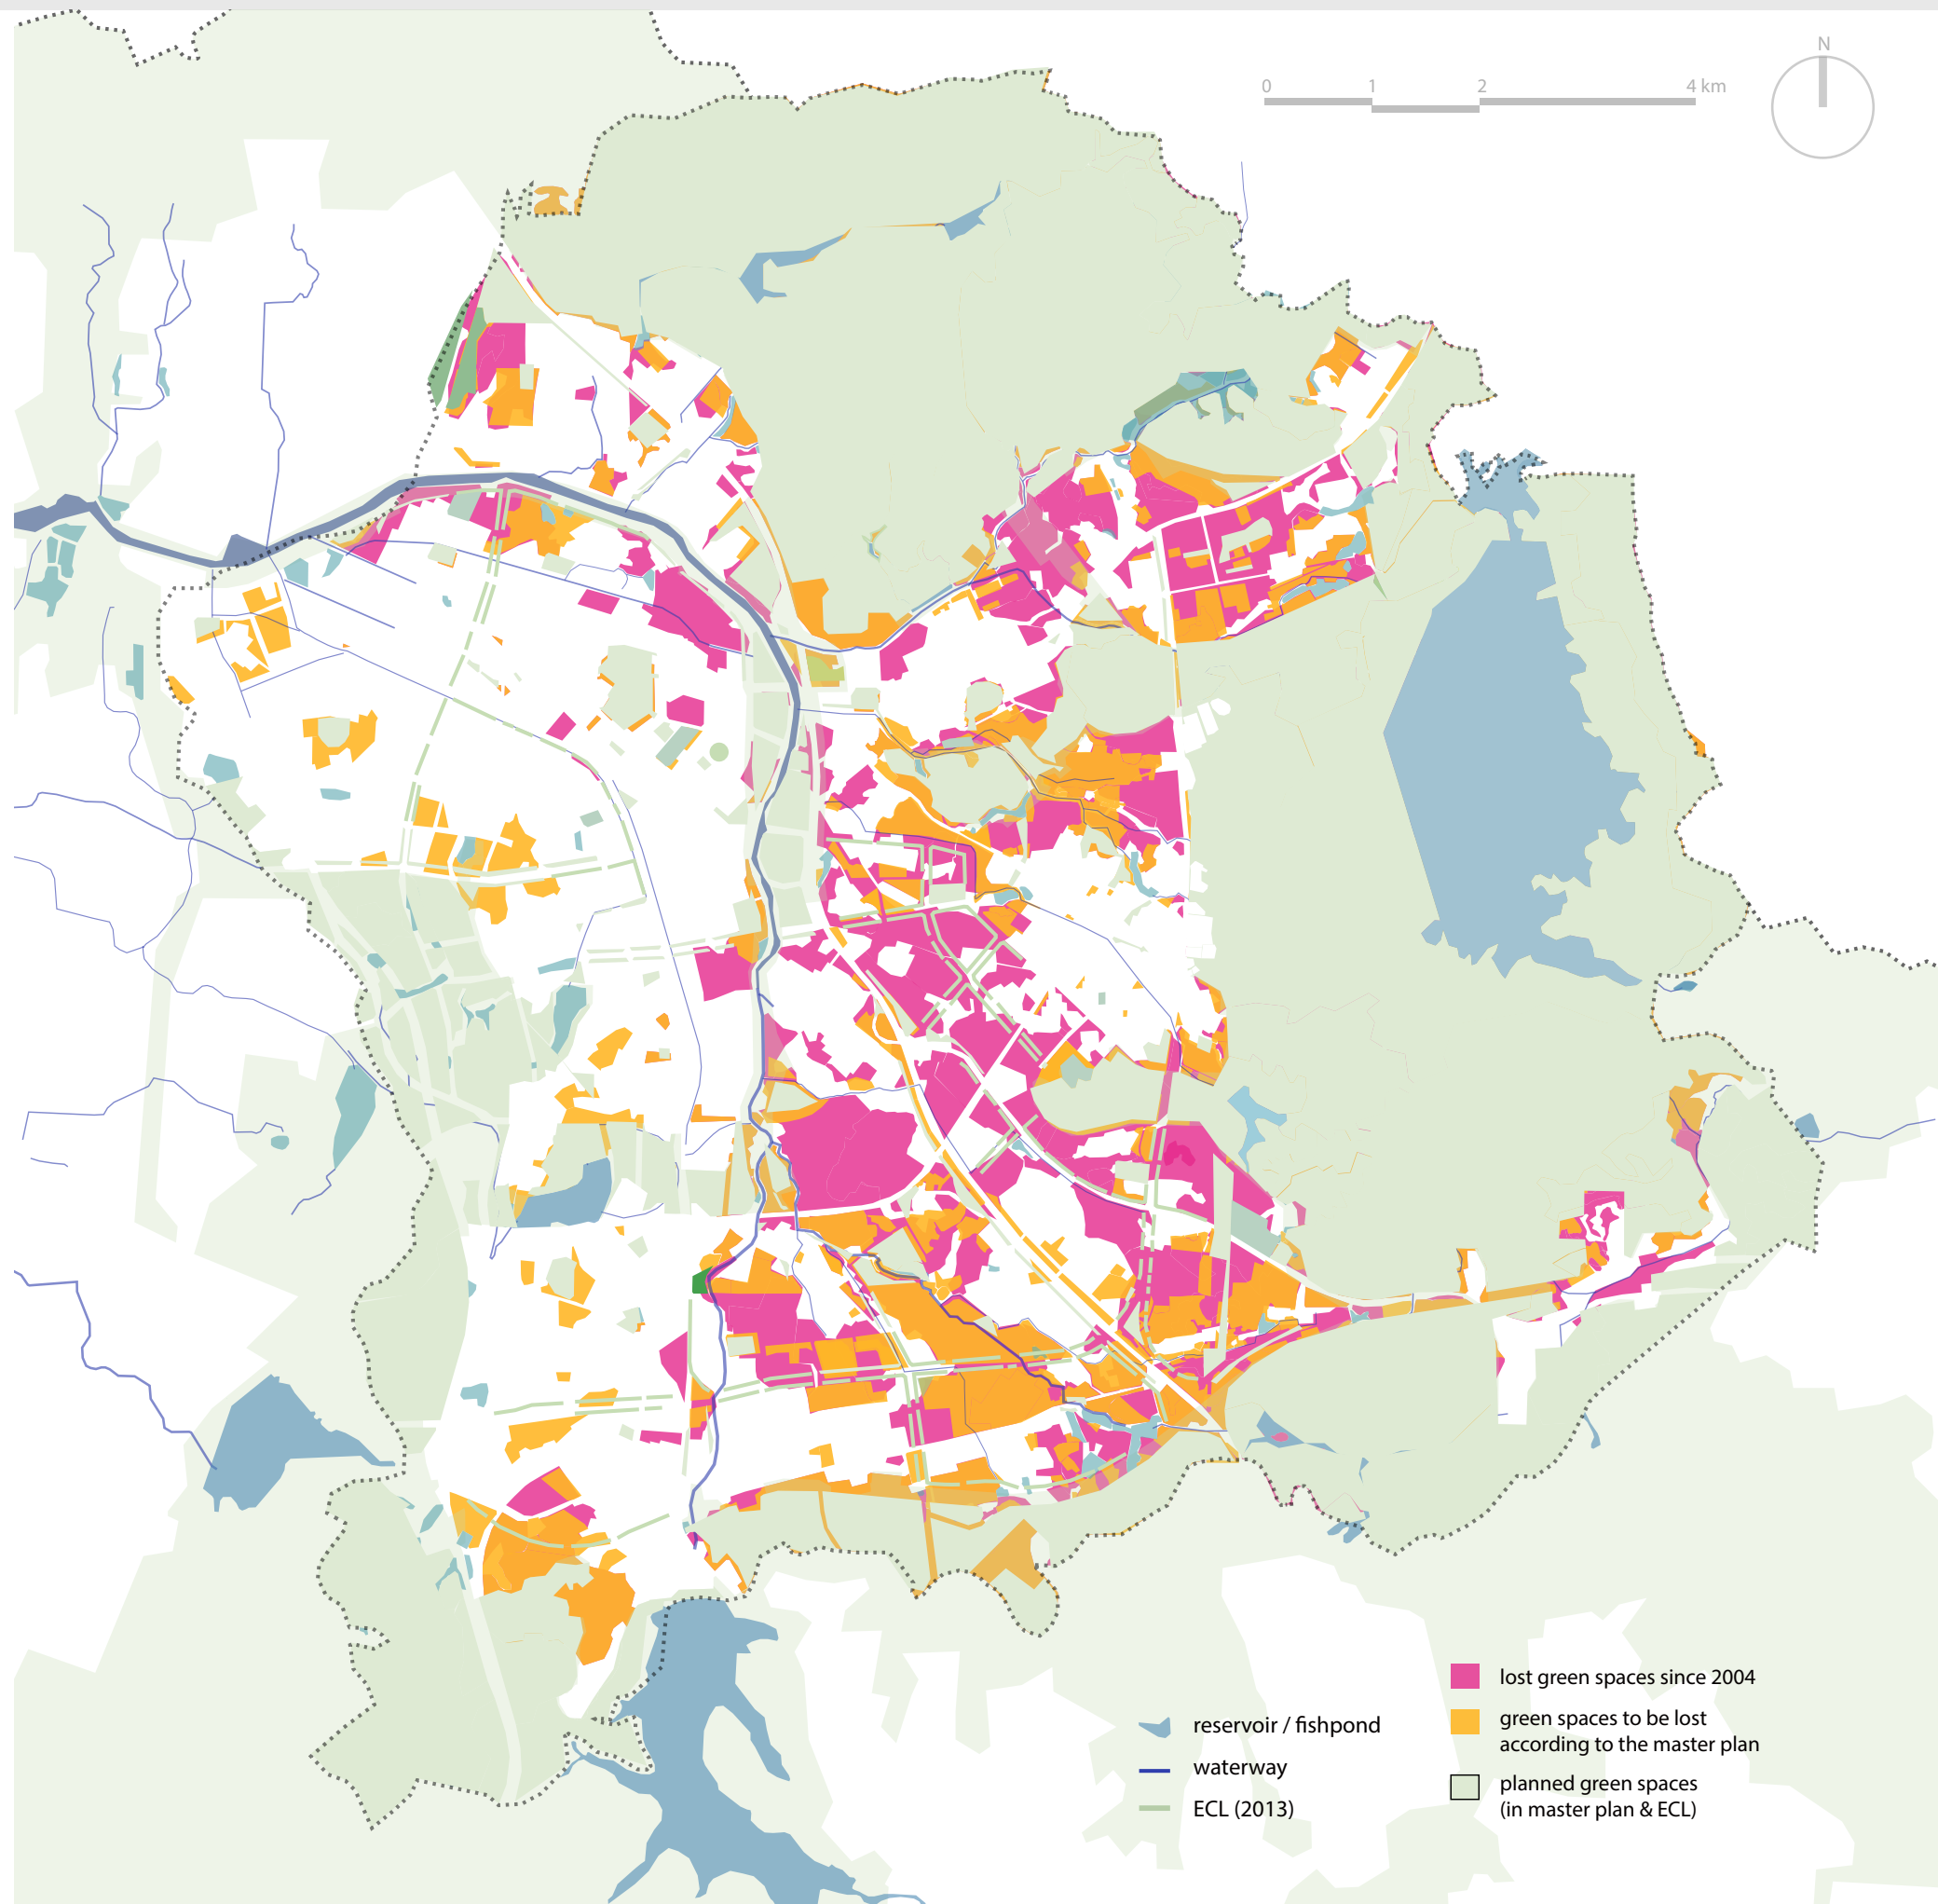 N
0 1 2 4 km
lost green spaces since 2004
green spaces to be lost
according to the master plan
planned green spaces
(in master plan & ECL)
reservoir / fishpond
waterway
ECL (2013)